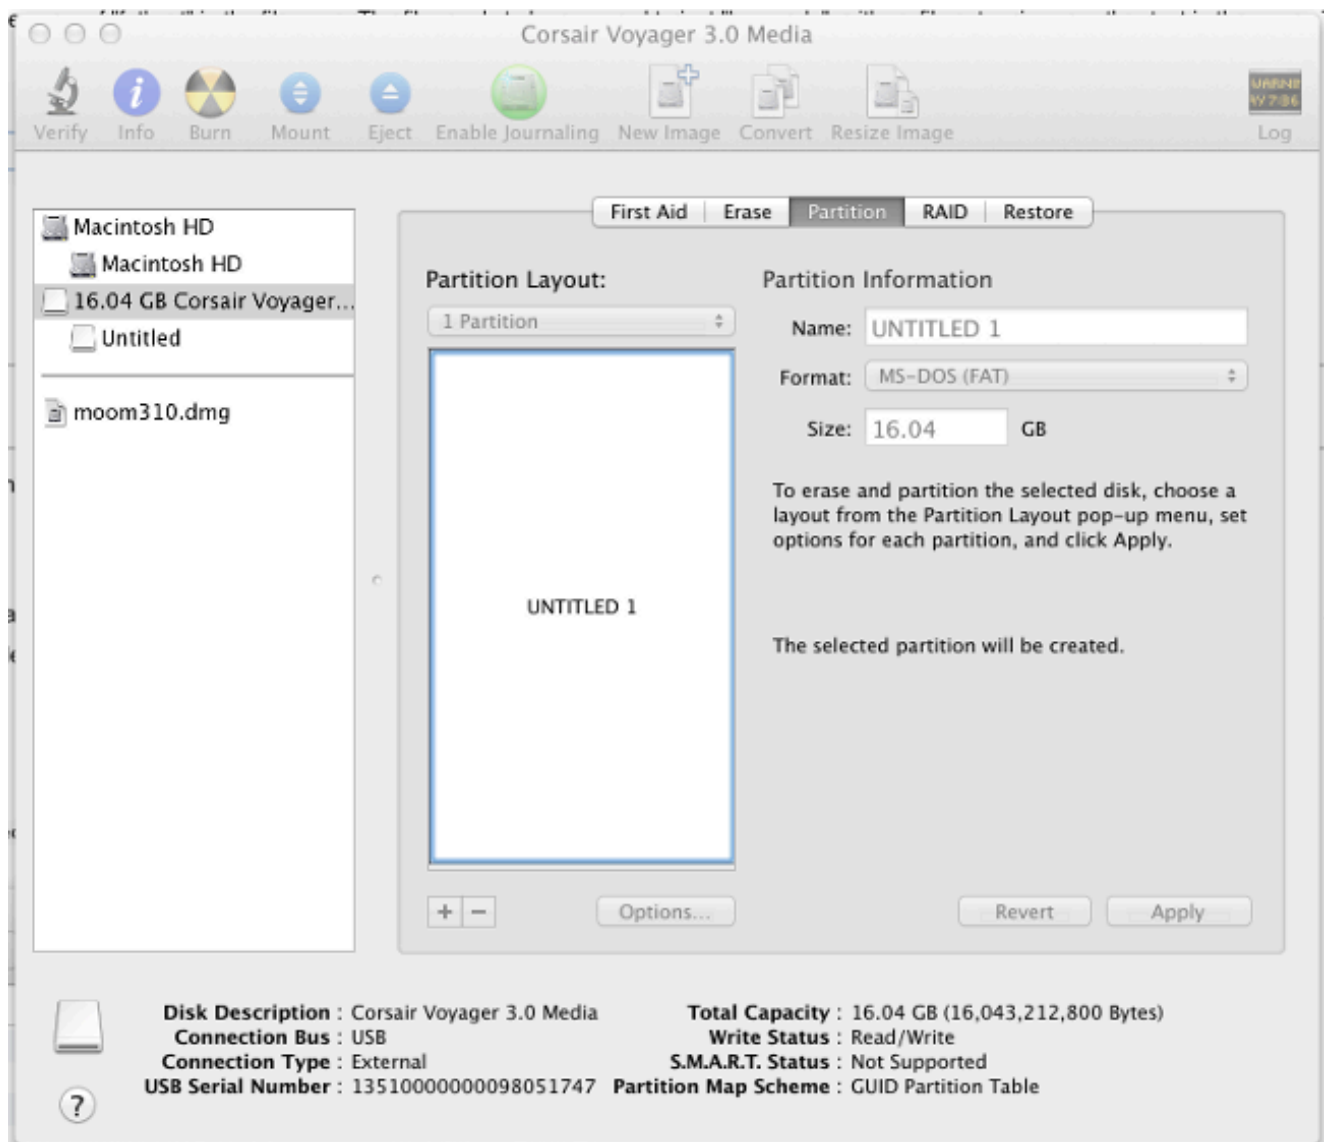 Corsair Voyager 3.0 Media
Verify Info Burn Mount Eject Enable Journaling New Image Convert Resize Image Log
Macintosh HD
Macintosh HD
16.04 GB Corsair Voyager...
Untitled
moom310.dmg
First Aid Erase Partition RAID Restore
Partition Layout:
1 Partition
UNTITLED 1
+ − Options...
Partition Information
Name: UNTITLED 1
Format: MS-DOS (FAT)
Size: 16.04 GB
To erase and partition the selected disk, choose a
layout from the Partition Layout pop-up menu, set
options for each partition, and click Apply.
The selected partition will be created.
Revert Apply
Disk Description : Corsair Voyager 3.0 Media
Connection Bus : USB
Connection Type : External
USB Serial Number : 13510000000098051747
Total Capacity : 16.04 GB (16,043,212,800 Bytes)
Write Status : Read/Write
S.M.A.R.T. Status : Not Supported
Partition Map Scheme : GUID Partition Table
?